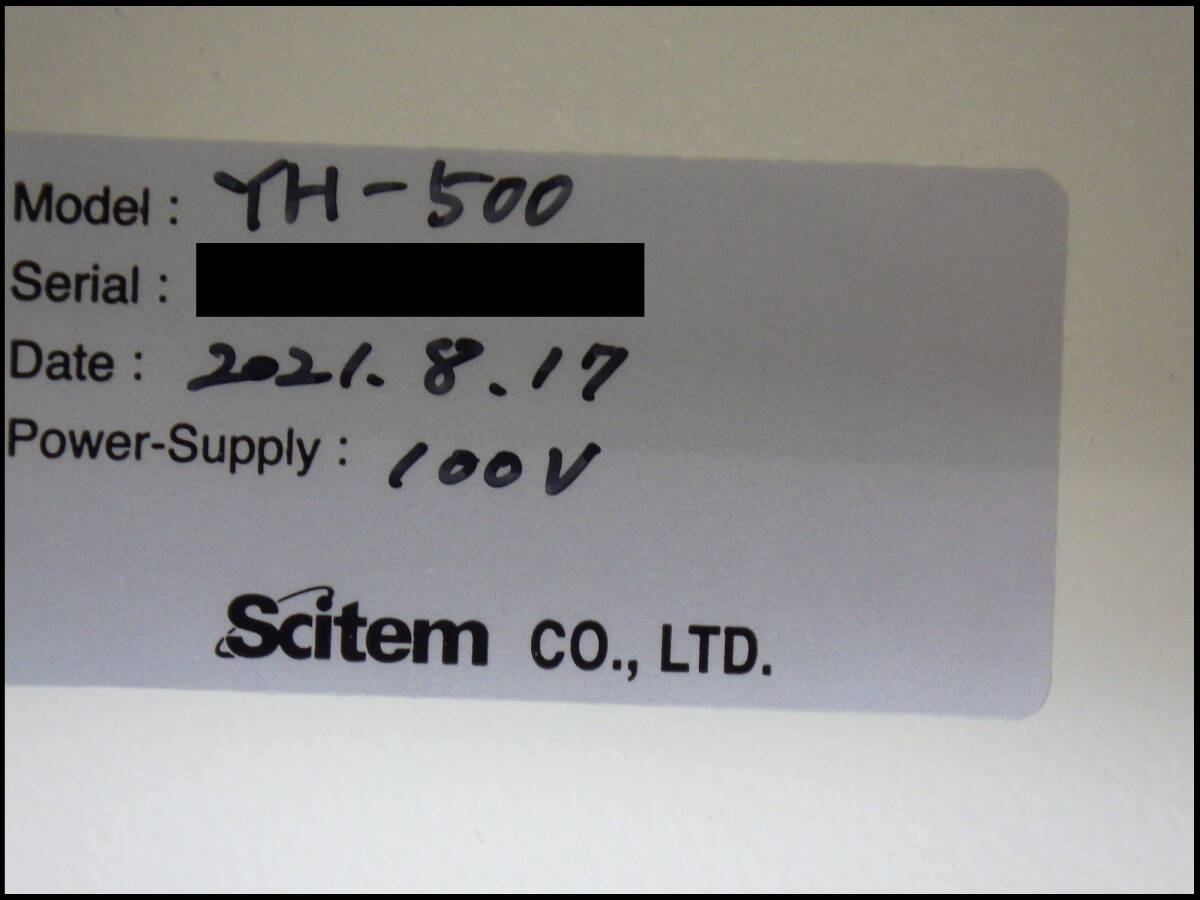 Model : YH-500
Serial :
Date : 2021.8.17
Power-Supply : 100V
Scitem CO., LTD.